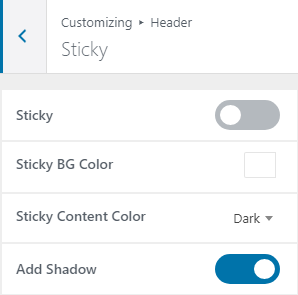 Customizing ▸ Header
Sticky
Sticky
Sticky BG Color
Sticky Content Color
Dark
Add Shadow